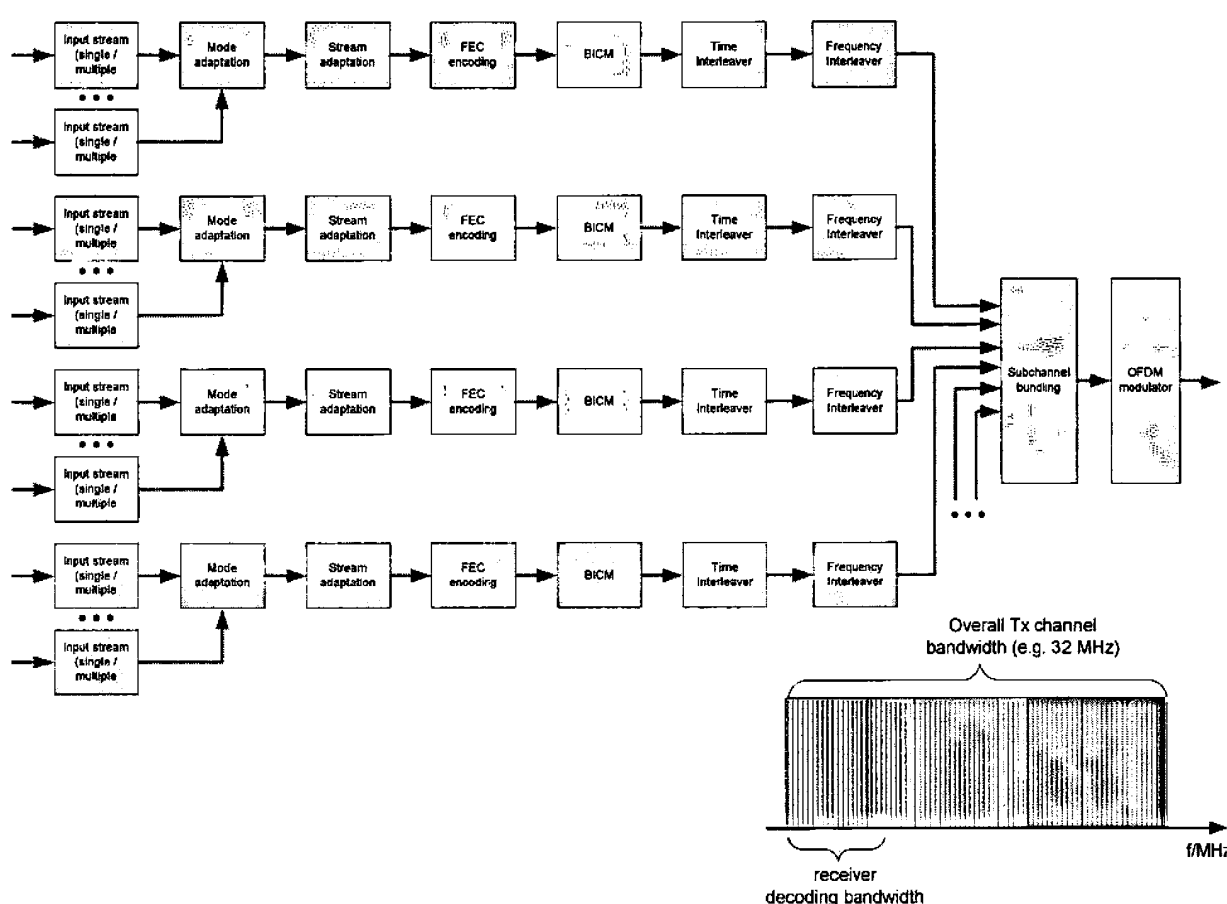 Input stream
(single /
multiple
Mode
adaptation
Stream
adaptation
FEC
encoding
BICM
Time
Interleaver
Frequency
Interleaver
Input stream
(single /
multiple
Input stream
(single /
multiple
Mode
adaptation
Stream
adaptation
FEC
encoding
BICM
Time
Interleaver
Frequency
Interleaver
Input stream
(single /
multiple
Subchannel
bundling
OFDM
modulator
Input stream
(single /
multiple
Mode
adaptation
Stream
adaptation
FEC
encoding
BICM
Time
Interleaver
Frequency
Interleaver
Input stream
(single /
multiple
Input stream
(single /
multiple
Mode
adaptation
Stream
adaptation
FEC
encoding
BICM
Time
Interleaver
Frequency
Interleaver
Input stream
(single /
multiple
Overall Tx channel
bandwidth (e.g. 32 MHz)
f/MHz
receiver
decoding bandwidth